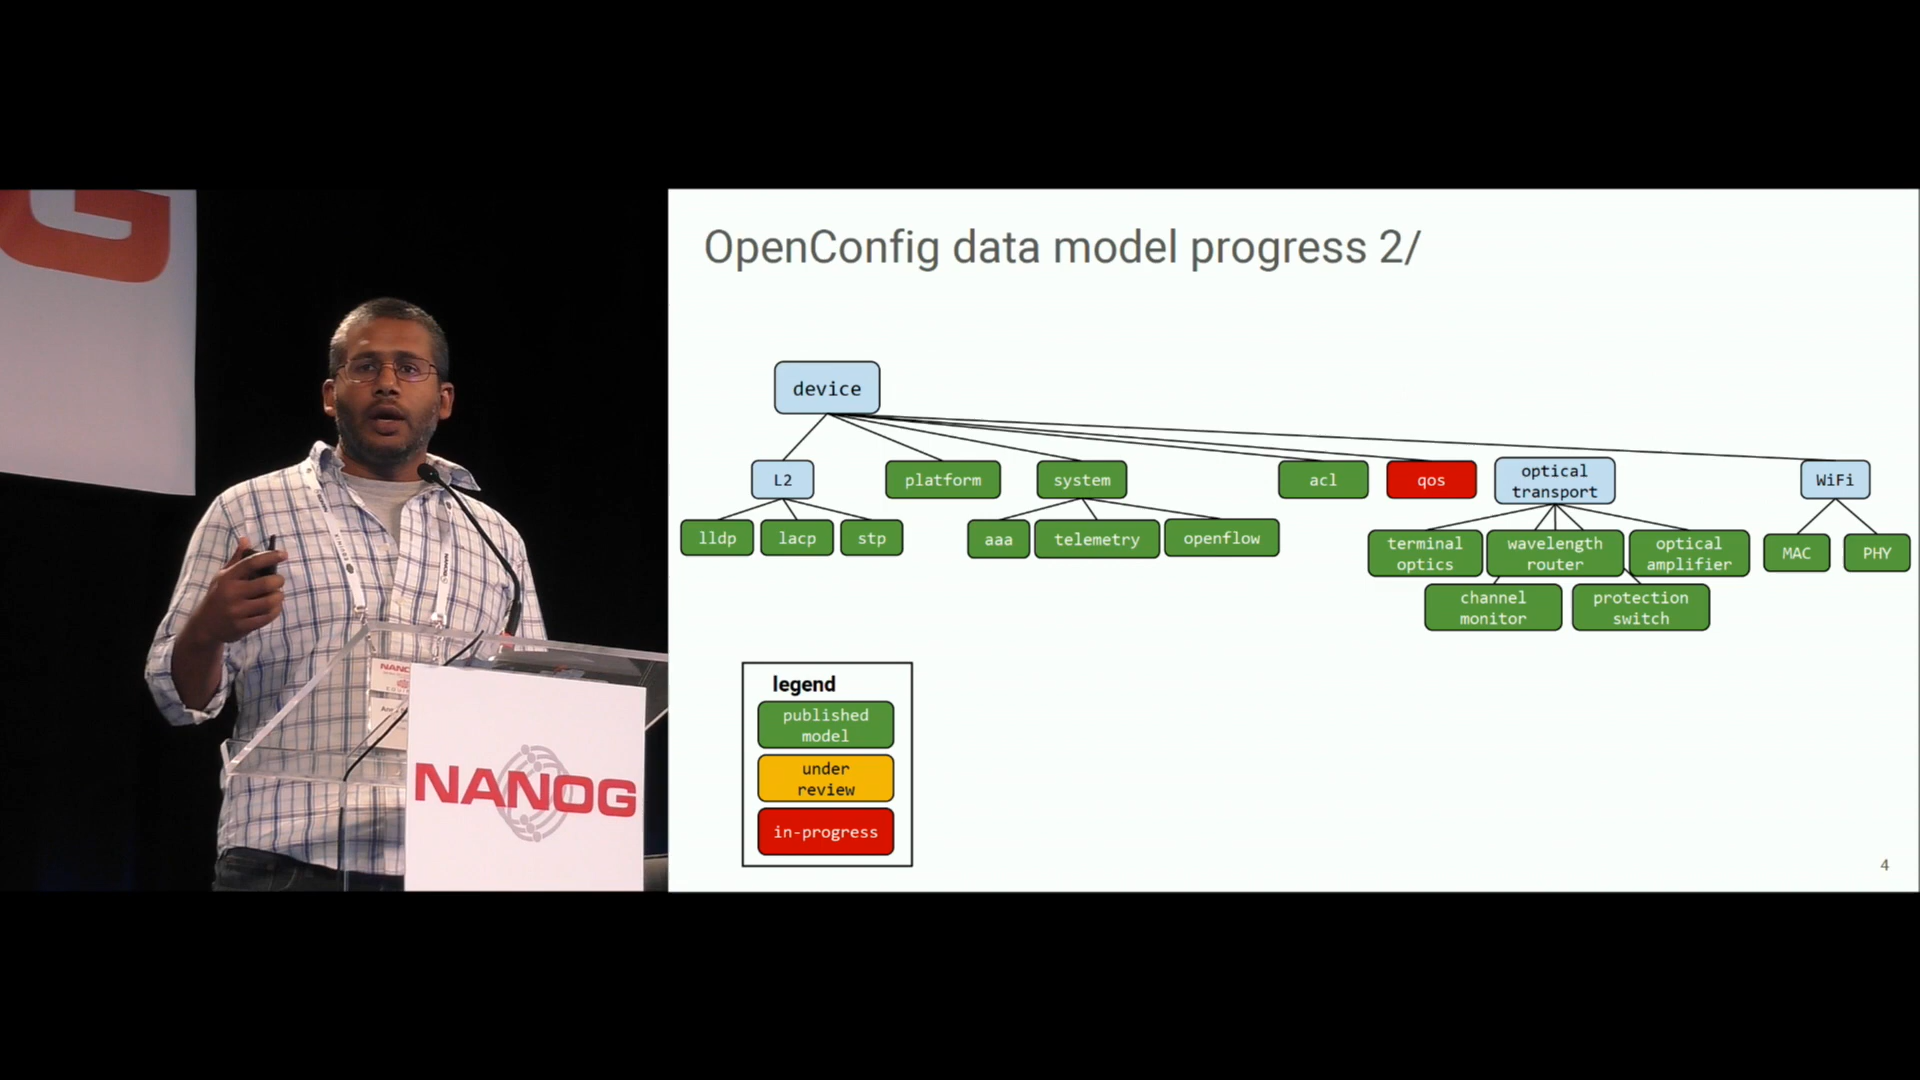 OpenConfig data model progress 2/
device
L2
platform
system
acl
qos
optical
transport
WiFi
lldp
lacp
stp
aaa
telemetry
openflow
terminal
optics
wavelength
router
optical
amplifier
MAC
PHY
channel
monitor
protection
switch
legend
published
model
under
review
in-progress
4
NANOG